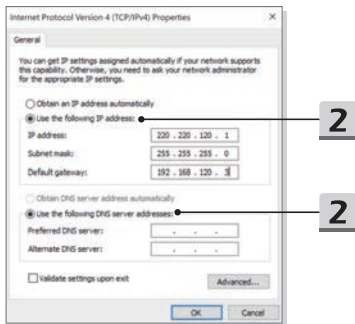 Internet Protocol Version 4 (TCP/IPv4) Properties
General
You can get IP settings assigned automatically if your network supports
this capability. Otherwise, you need to ask your network administrator
for the appropriate IP settings.
Obtain an IP address automatically
Use the following IP address:
2
IP address: 220 . 220 . 120 . 1
Subnet mask: 255 . 255 . 255 . 0
Default gateway: 192 . 168 . 120 . 3
Obtain DNS server address automatically
Use the following DNS server addresses:
2
Preferred DNS server: . . .
Alternate DNS server: . . .
Validate settings upon exit
Advanced...
OK Cancel